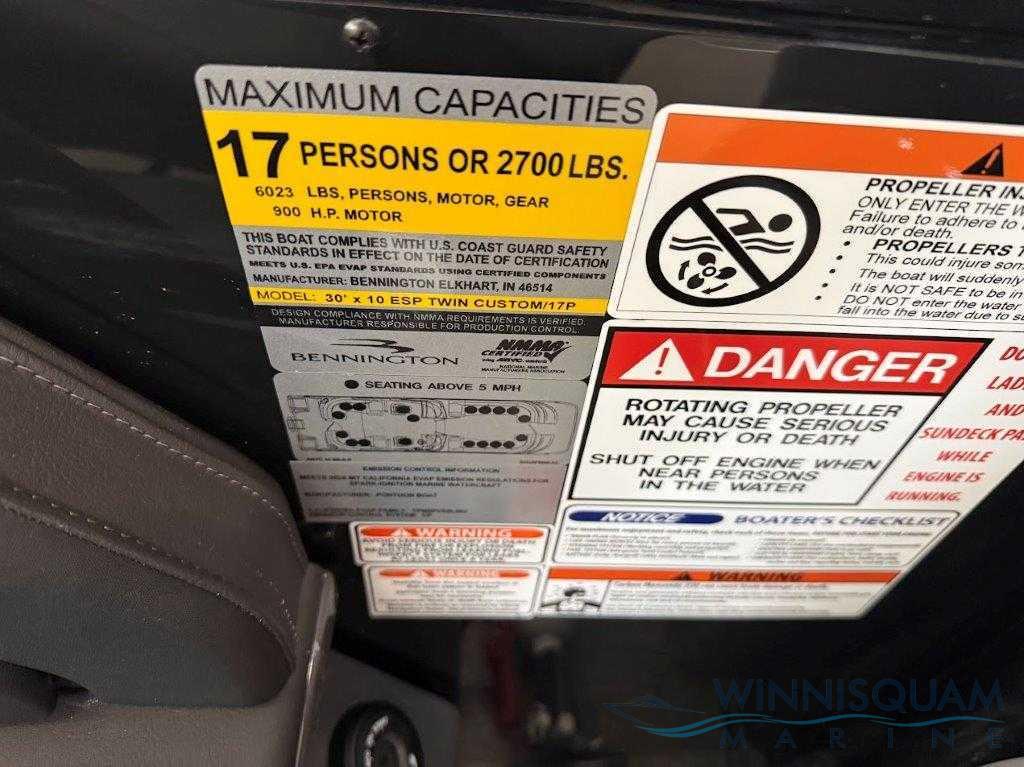 MAXIMUM CAPACITIES
17 PERSONS OR 2700 LBS.
6023 LBS, PERSONS, MOTOR, GEAR
900 H.P. MOTOR
THIS BOAT COMPLIES WITH U.S. COAST GUARD SAFETY
STANDARDS IN EFFECT ON THE DATE OF CERTIFICATION
MEETS U.S. EPA EVAP STANDARDS USING CERTIFIED COMPONENTS
MANUFACTURER: BENNINGTON ELKHART, IN 46514
MODEL: 30' x 10 ESP TWIN CUSTOM/17P
DESIGN COMPLIANCE WITH NMMA REQUIREMENTS IS VERIFIED.
MANUFACTURER RESPONSIBLE FOR PRODUCTION CONTROL.
BENNINGTON
NMMA
CERTIFIED
NATIONAL MARINE
MANUFACTURERS ASSOCIATION
SEATING ABOVE 5 MPH
EMISSION CONTROL INFORMATION
PROPELLER IN
ONLY ENTER THE W
Failure to adhere to
and/or death.
• PROPELLERS
This could injure som
• The boat will suddenly
• It is NOT SAFE to be in
DO NOT enter the water
fall into the water due to
DANGER
ROTATING PROPELLER
MAY CAUSE SERIOUS
INJURY OR DEATH
SHUT OFF ENGINE WHEN
NEAR PERSONS
IN THE WATER
DO
LAD
AND
SUNDECK PA
WHILE
ENGINE IS
RUNNING.
NOTICE BOATER'S CHECKLIST
WARNING
WARNING
WARNING
WINNISQUAM
MARINE